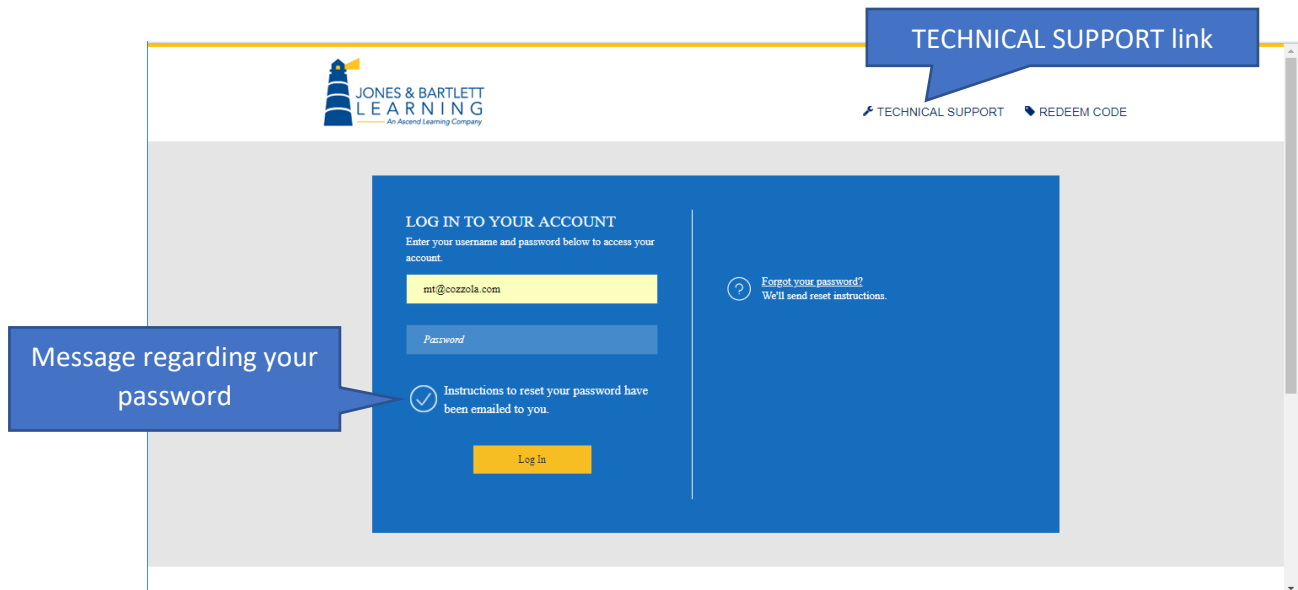 TECHNICAL SUPPORT link
JONES & BARTLETT
LEARNING
An Ascend Learning Company
TECHNICAL SUPPORT
REDEEM CODE
LOG IN TO YOUR ACCOUNT
Enter your username and password below to access your
account.
mt@cozzola.com
Password
Instructions to reset your password have
been emailed to you.
Log In
Forgot your password?
We'll send reset instructions.
Message regarding your
password